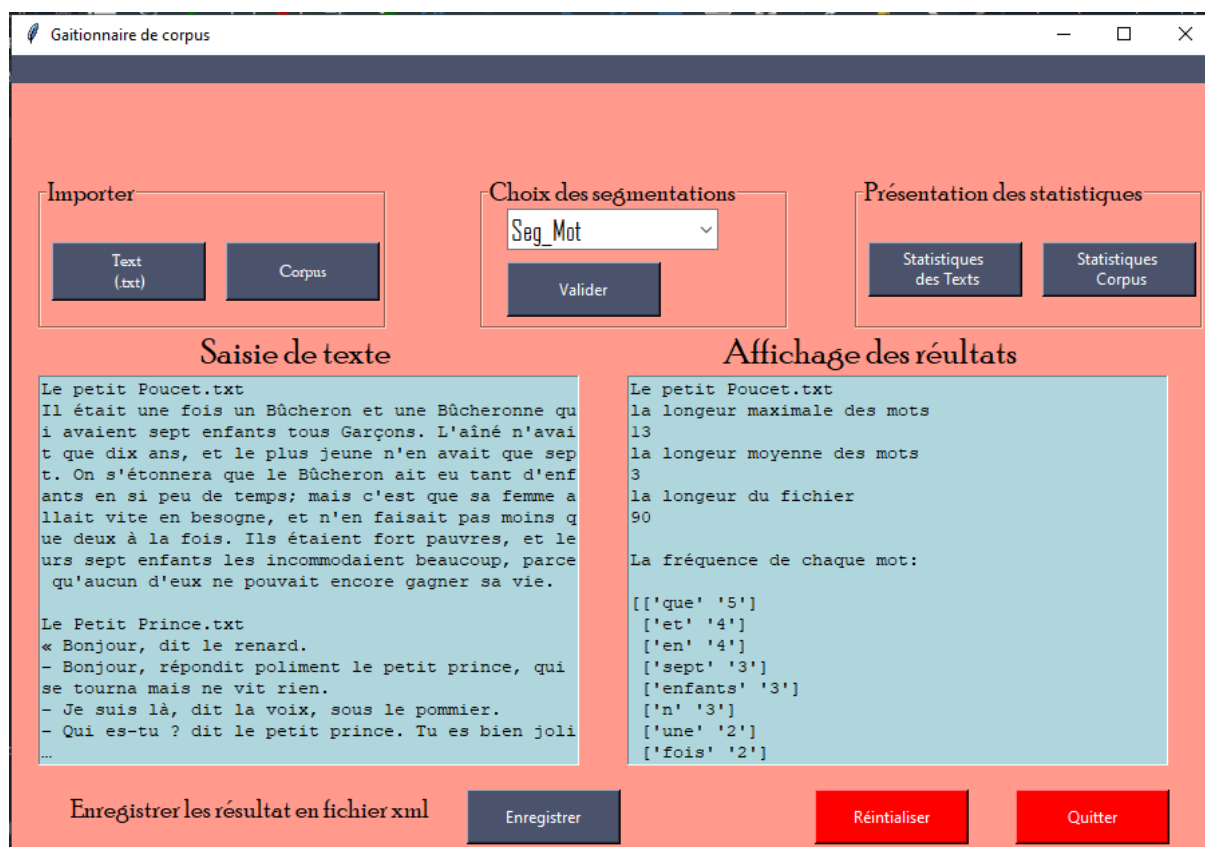 Gaitionnaire de corpus
Importer
Text
(.txt)
Corpus
Choix des segmentations
Seg_Mot
Valider
Présentation des statistiques
Statistiques
des Texts
Statistiques
Corpus
Saisie de texte
Le petit Poucet.txt
Il était une fois un Bûcheron et une Bûcheronne qu
i avaient sept enfants tous Garçons. L'aîné n'avai
t que dix ans, et le plus jeune n'en avait que sep
t. On s'étonnera que le Bûcheron ait eu tant d'enf
ants en si peu de temps; mais c'est que sa femme a
llait vite en besogne, et n'en faisait pas moins q
ue deux à la fois. Ils étaient fort pauvres, et le
urs sept enfants les incommodaient beaucoup, parce
 qu'aucun d'eux ne pouvait encore gagner sa vie.
Le Petit Prince.txt
« Bonjour, dit le renard.
– Bonjour, répondit poliment le petit prince, qui
se tourna mais ne vit rien.
– Je suis là, dit la voix, sous le pommier.
– Qui es-tu ? dit le petit prince. Tu es bien joli
…
Affichage des réultats
Le petit Poucet.txt
la longeur maximale des mots
13
la longeur moyenne des mots
3
la longeur du fichier
90
La fréquence de chaque mot:
[['que' '5']
 ['et' '4']
 ['en' '4']
 ['sept' '3']
 ['enfants' '3']
 ['n' '3']
 ['une' '2']
 ['fois' '2']
Enregistrer les résultat en fichier xml
Enregistrer
Réintialiser
Quitter